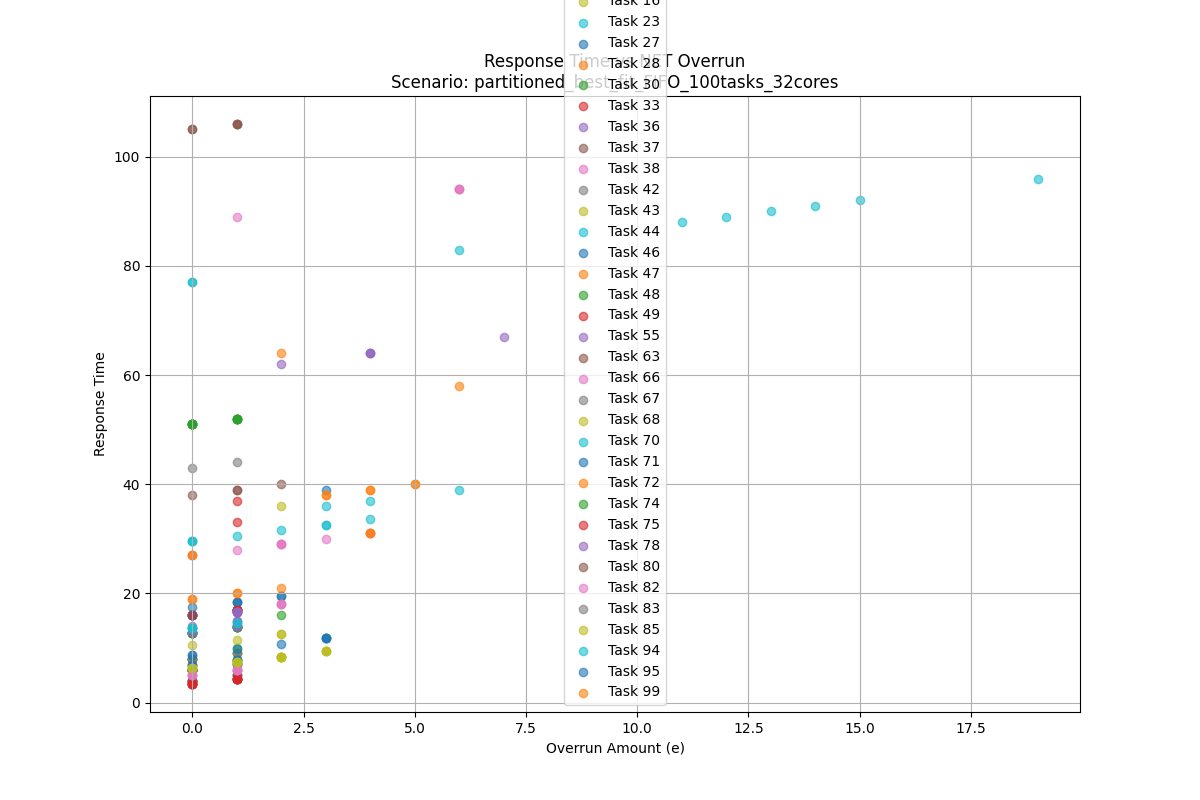 Task 16
Task 23
Task 27
Response Time vs Overrun
Task 28
Scenario: partitioned_best_fit_FIFO_100tasks_32cores
Task 30
Task 33
Task 36
Task 37
Task 38
Task 42
Task 43
Task 44
Task 46
Task 47
Task 48
Task 49
Task 55
Task 63
Task 66
Task 67
Task 68
Task 70
Task 71
Task 72
Task 74
Task 75
Task 78
Task 80
Task 82
Task 83
Task 85
Task 94
Task 95
Task 99
100
80
60
40
20
0
Response Time
0.0 2.5 5.0 7.5 10.0 12.5 15.0 17.5
Overrun Amount (e)